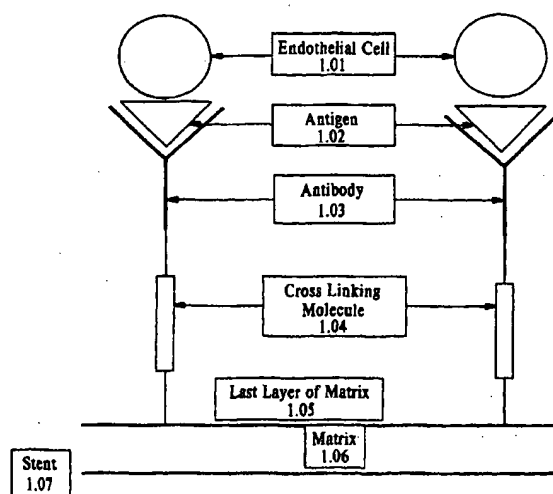 Endothelial Cell
1.01
Antigen
1.02
Antibody
1.03
Cross Linking
Molecule
1.04
Last Layer of Matrix
1.05
Matrix
1.06
Stent
1.07